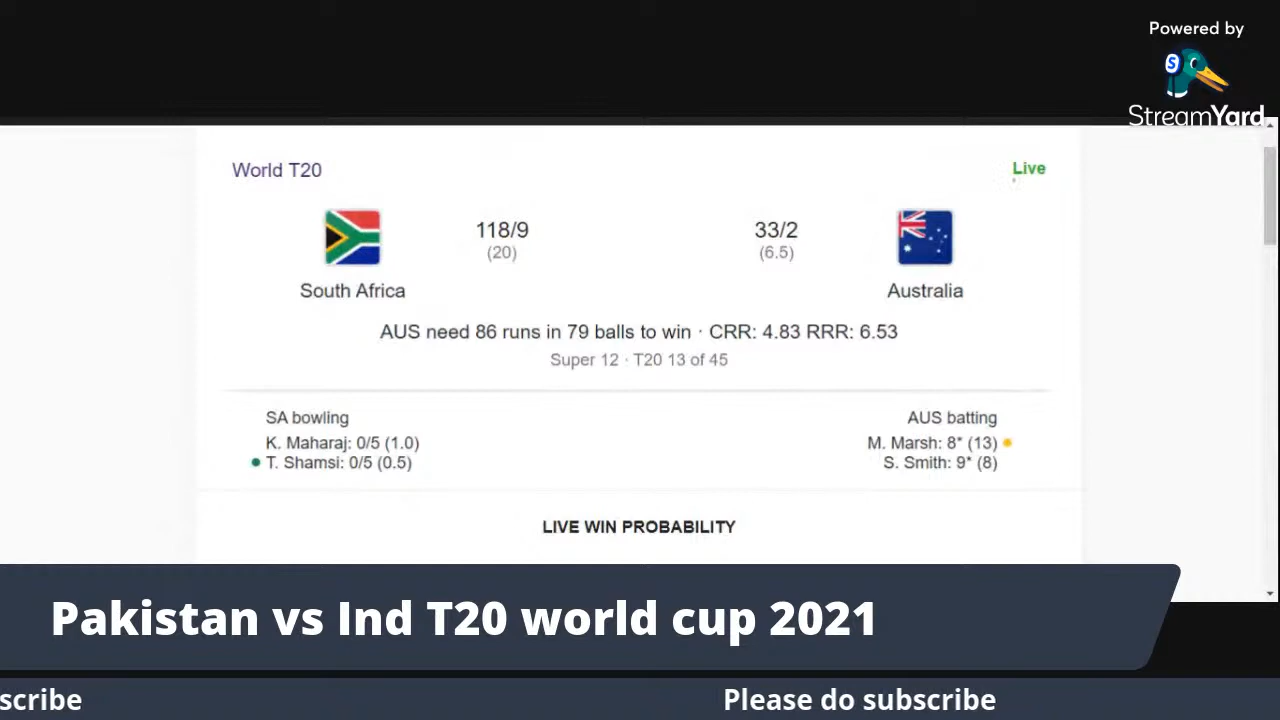 Powered by
S
StreamYard
World T20
Live
118/9
33/2
(20)
(6.5)
South Africa
Australia
AUS need 86 runs in 79 balls to win · CRR: 4.83 RRR: 6.53
Super 12 · T20 13 of 45
SA bowling
AUS batting
K. Maharaj: 0/5 (1.0)
M. Marsh: 8* (13)
T. Shamsi: 0/5 (0.5)
S. Smith: 9* (8)
LIVE WIN PROBABILITY
Pakistan vs Ind T20 world cup 2021
scribe
Please do subscribe